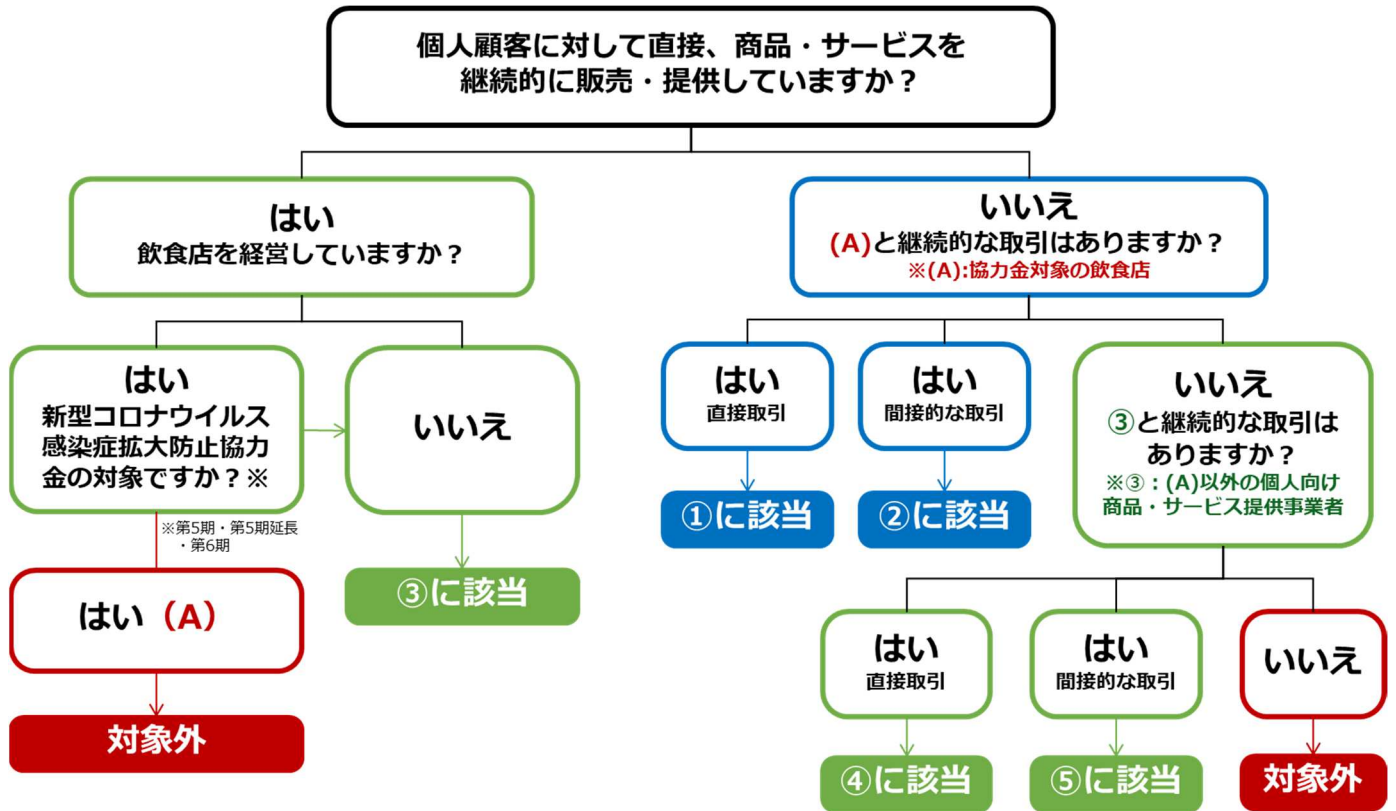 個人顧客に対して直接、商品・サービスを
継続的に販売・提供していますか？
はい
飲食店を経営していますか？
いいえ
(A)と継続的な取引はありますか？
※(A):協力金対象の飲食店
はい
新型コロナウイルス
感染症拡大防止協力
金の対象ですか？※
いいえ
はい
直接取引
はい
間接的な取引
いいえ
③と継続的な取引は
ありますか？
※③：(A)以外の個人向け
商品・サービス提供事業者
①に該当
②に該当
※第5期・第5期延長
・第6期
はい（A）
③に該当
はい
直接取引
はい
間接的な取引
いいえ
対象外
④に該当
⑤に該当
対象外